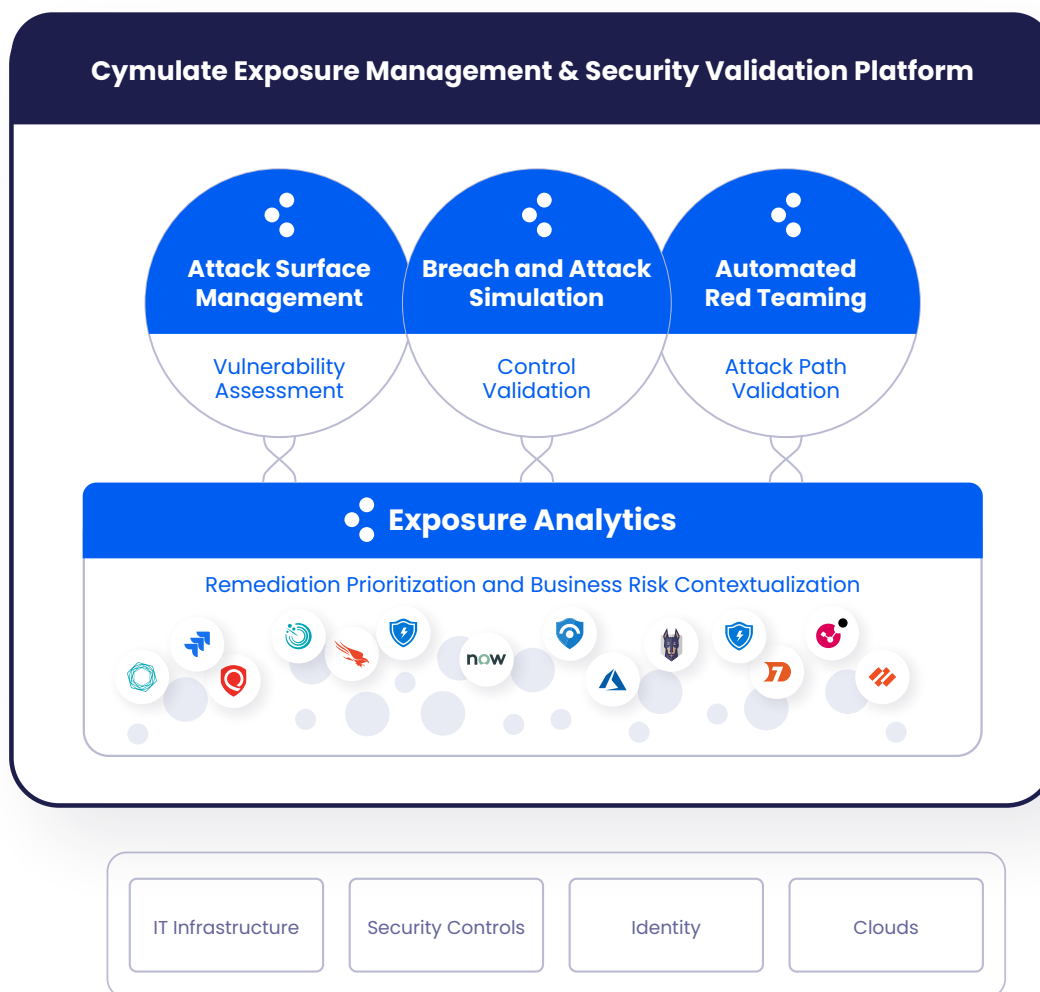 Cymulate Exposure Management & Security Validation Platform
Attack Surface
Management
Vulnerability
Assessment
Breach and Attack
Simulation
Control
Validation
Automated
Red Teaming
Attack Path
Validation
Exposure Analytics
Remediation Prioritization and Business Risk Contextualization
now
IT Infrastructure
Security Controls
Identity
Clouds